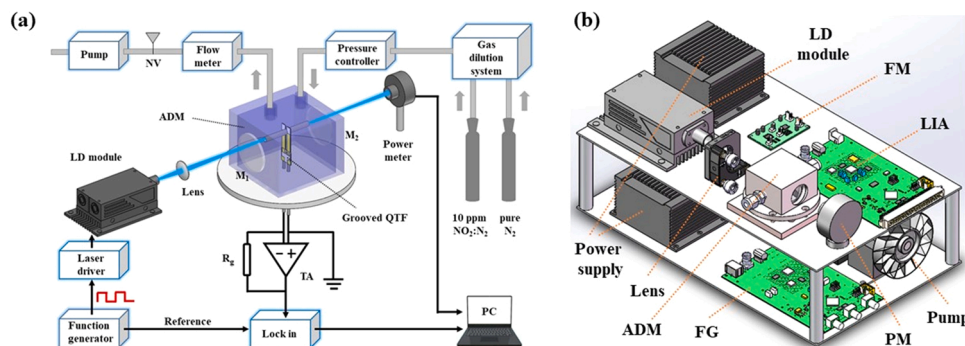 (a)
Pump
NV
Flow
meter
Pressure
controller
Gas
dilution
system
ADM
M2
Power
meter
LD module
M1
Lens
Grooved QTF
10 ppm
NO2:N2
pure
N2
Laser
driver
Rg
- +
TA
PC
Function
generator
Reference
Lock in
(b)
LD
module
FM
LIA
Power
supply
Lens
ADM
FG
PM
Pump